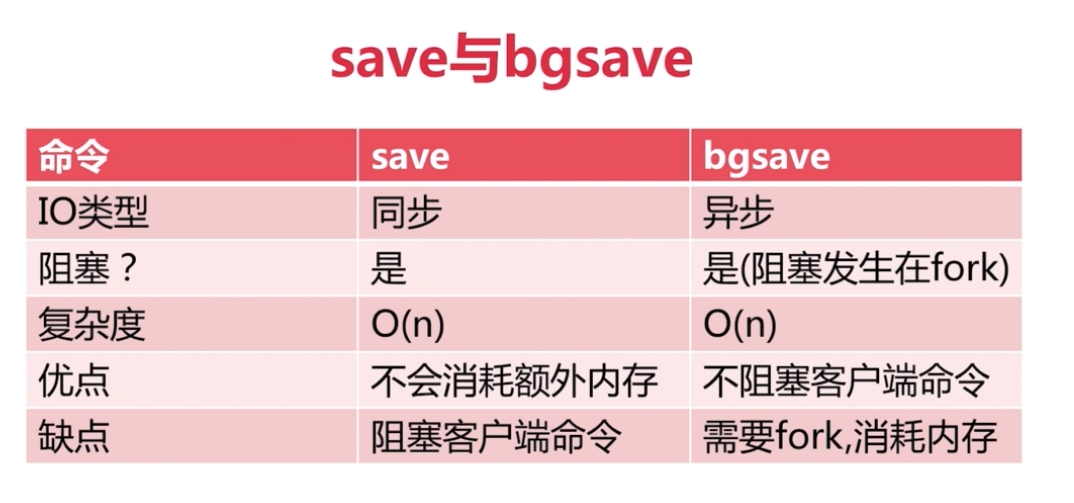 save与bgsave
命令 save bgsave
IO类型 同步 异步
阻塞？ 是 是(阻塞发生在fork)
复杂度 O(n) O(n)
优点 不会消耗额外内存 不阻塞客户端命令
缺点 阻塞客户端命令 需要fork,消耗内存